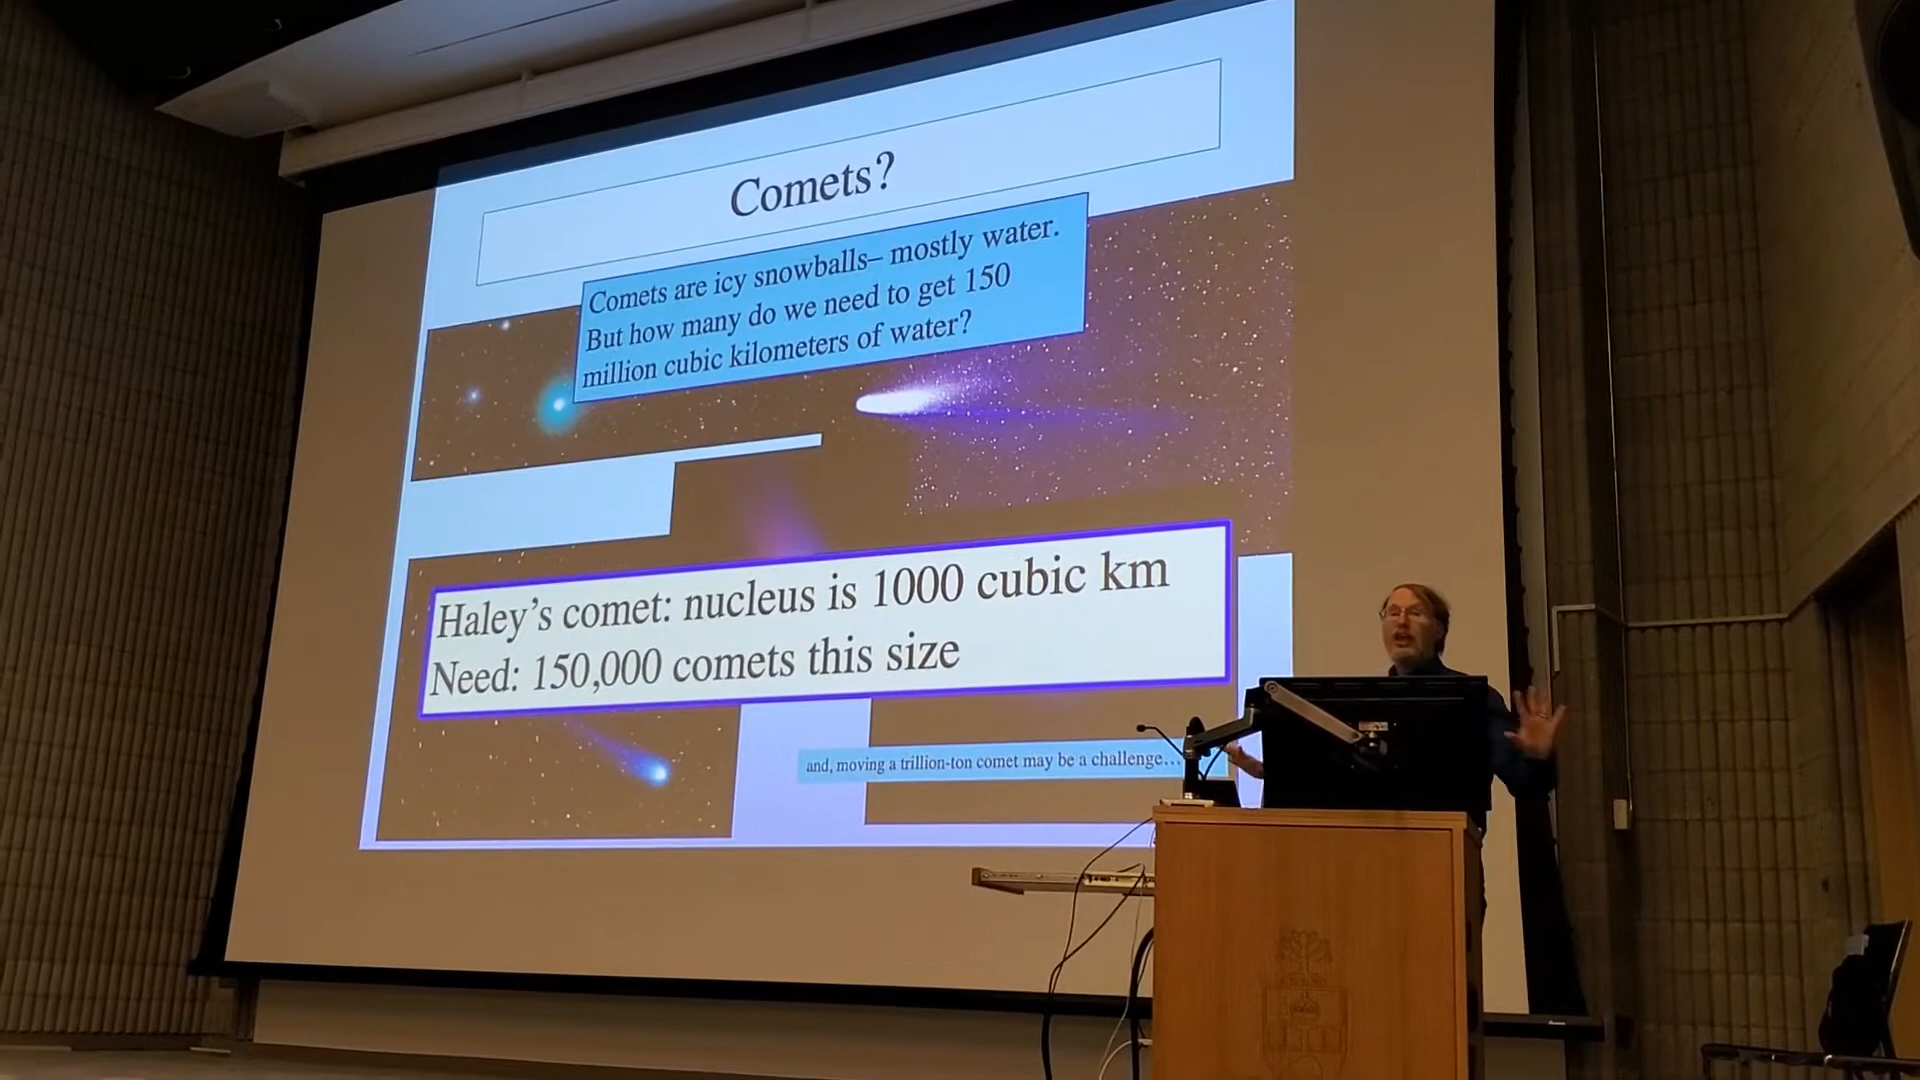 Comets?
Comets are icy snowballs– mostly water.
But how many do we need to get 150
million cubic kilometers of water?
Haley's comet: nucleus is 1000 cubic km
Need: 150,000 comets this size
and, moving a trillion-ton comet may be a challenge…